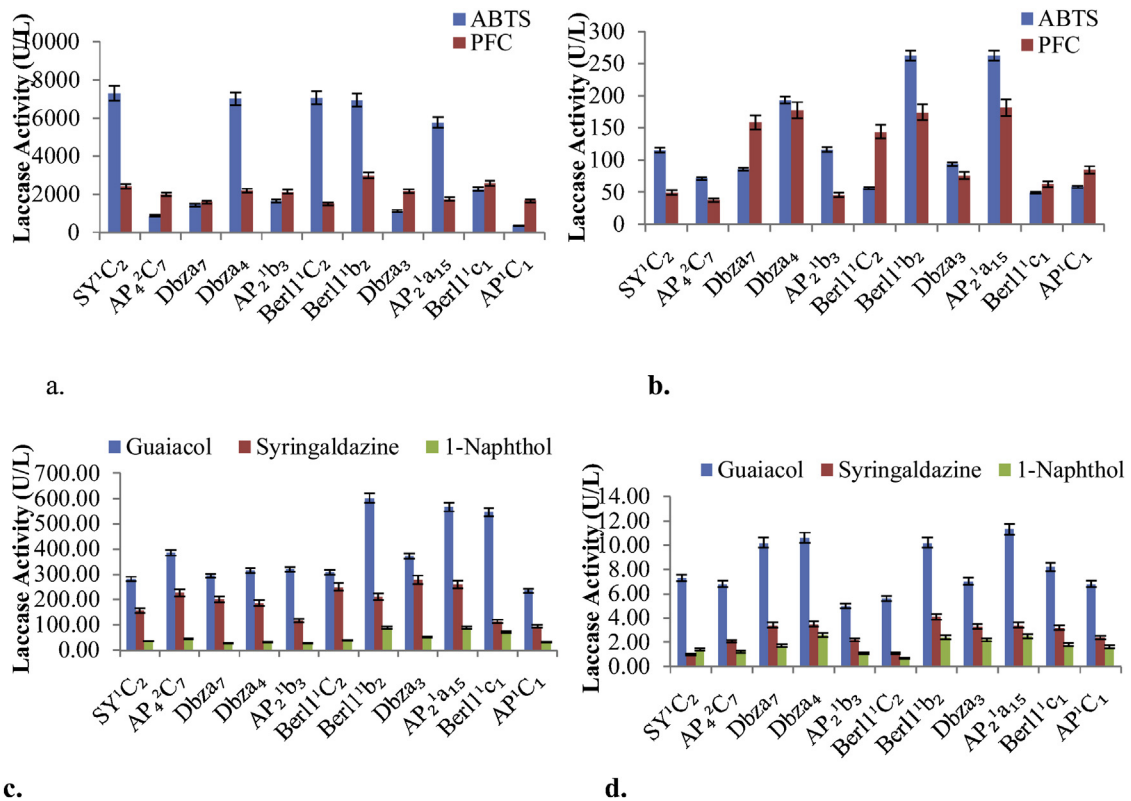 ABTS
PFC
Laccase Activity (U/L)
10000
8000
6000
4000
2000
0
SY¹C₂
AP₄²C₇
Dbza₇
Dbza₄
AP₂¹b₃
Berl1¹C₂
Berl1¹b₂
Dbza₃
AP₂¹a₁₅
Berl1¹c₁
AP¹C₁
a.
ABTS
PFC
Laccase Activity (U/L)
300
250
200
150
100
50
0
SY¹C₂
AP₄²C₇
Dbza₇
Dbza₄
AP₂¹b₃
Berl1¹C₂
Berl1¹b₂
Dbza₃
AP₂¹a₁₅
Berl1¹c₁
AP¹C₁
b.
Guaiacol Syringaldazine 1-Naphthol
Laccase Activity (U/L)
700.00
600.00
500.00
400.00
300.00
200.00
100.00
0.00
SY¹C₂
AP₄²C₇
Dbza₇
Dbza₄
AP₂¹b₃
Berl1¹C₂
Berl1¹b₂
Dbza₃
AP₂¹a₁₅
Berl1¹c₁
AP¹C₁
c.
Guaiacol Syringaldazine 1-Naphthol
Laccase Activity (U/L)
14.00
12.00
10.00
8.00
6.00
4.00
2.00
0.00
SY¹C₂
AP₄²C₇
Dbza₇
Dbza₄
AP₂¹b₃
Berl1¹C₂
Berl1¹b₂
Dbza₃
AP₂¹a₁₅
Berl1¹c₁
AP¹C₁
d.